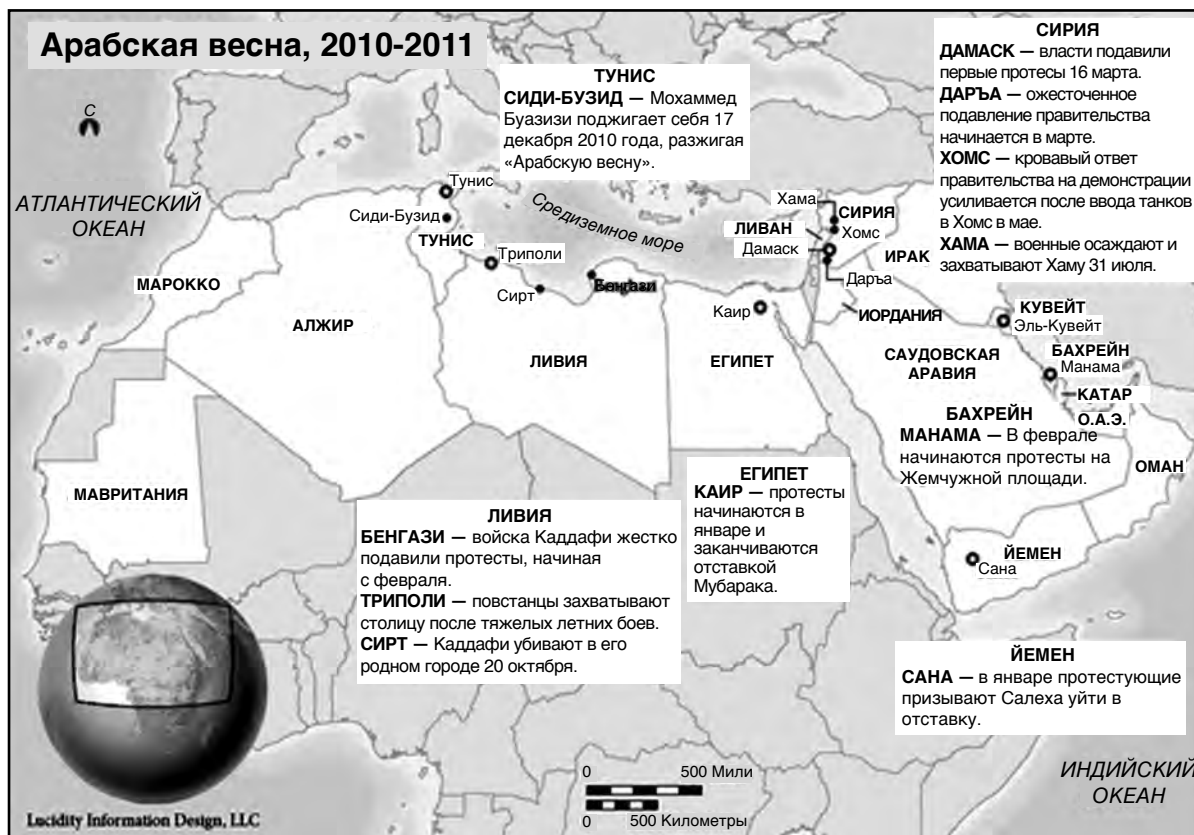 Арабская весна, 2010-2011
С
АТЛАНТИЧЕСКИЙ
ОКЕАН
ТУНИС
СИДИ-БУЗИД — Мохаммед
Буазизи поджигает себя 17
декабря 2010 года, разжигая
«Арабскую весну».
СИРИЯ
ДАМАСК — власти подавили
первые протесы 16 марта.
ДАРЪА — ожесточенное
подавление правительства
начинается в марте.
ХОМС — кровавый ответ
правительства на демонстрации
усиливается после ввода танков
в Хомс в мае.
ХАМА — военные осаждают и
захватывают Хаму 31 июля.
Тунис
Сиди-Бузид
ТУНИС
Триполи
Сирт
Бенгази
Средиземное море
Хама
СИРИЯ
Хомс
ЛИВАН
Дамаск
Даръа
ИРАК
ИОРДАНИЯ
Каир
МАРОККО
АЛЖИР
ЛИВИЯ
ЕГИПЕТ
КУВЕЙТ
Эль-Кувейт
САУДОВСКАЯ
АРАВИЯ
БАХРЕЙН
Манама
КАТАР
О.А.Э.
ОМАН
БАХРЕЙН
МАНАМА — В феврале
начинаются протесты на
Жемчужной площади.
МАВРИТАНИЯ
ЙЕМЕН
Сана
ЛИВИЯ
БЕНГАЗИ — войска Каддафи жестко
подавили протесты, начиная
с февраля.
ТРИПОЛИ — повстанцы захватывают
столицу после тяжелых летних боев.
СИРТ — Каддафи убивают в его
родном городе 20 октября.
ЕГИПЕТ
КАИР — протесты
начинаются в
январе и
заканчиваются
отставкой
Мубарака.
ЙЕМЕН
САНА — в январе протестующие
призывают Салеха уйти в
отставку.
0 500 Мили
0 500 Километры
ИНДИЙСКИЙ
ОКЕАН
Lucidity Information Design, LLC